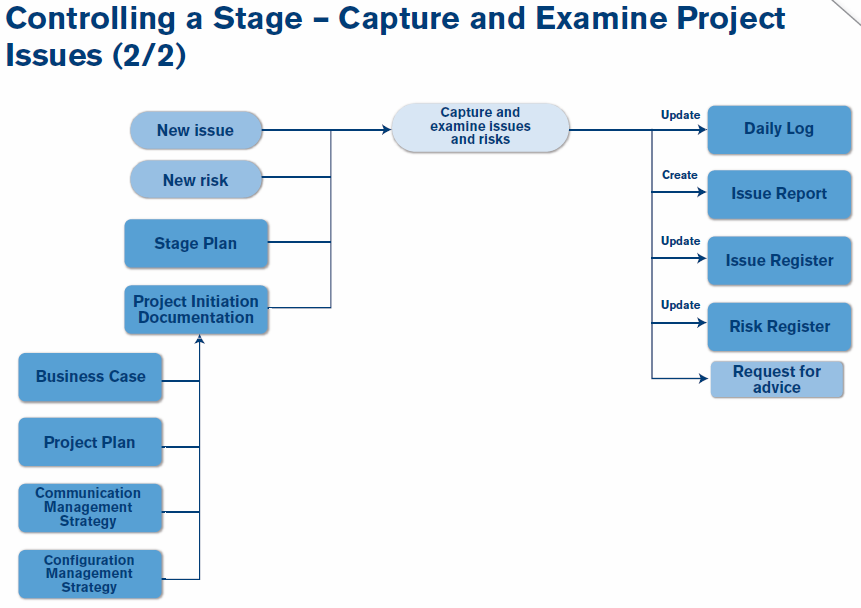 Controlling a Stage – Capture and Examine Project
Issues (2/2)
New issue
New risk
Stage Plan
Project Initiation
Documentation
Business Case
Project Plan
Communication
Management
Strategy
Configuration
Management
Strategy
Capture and
examine issues
and risks
Update
Daily Log
Create
Issue Report
Update
Issue Register
Update
Risk Register
Request for
advice